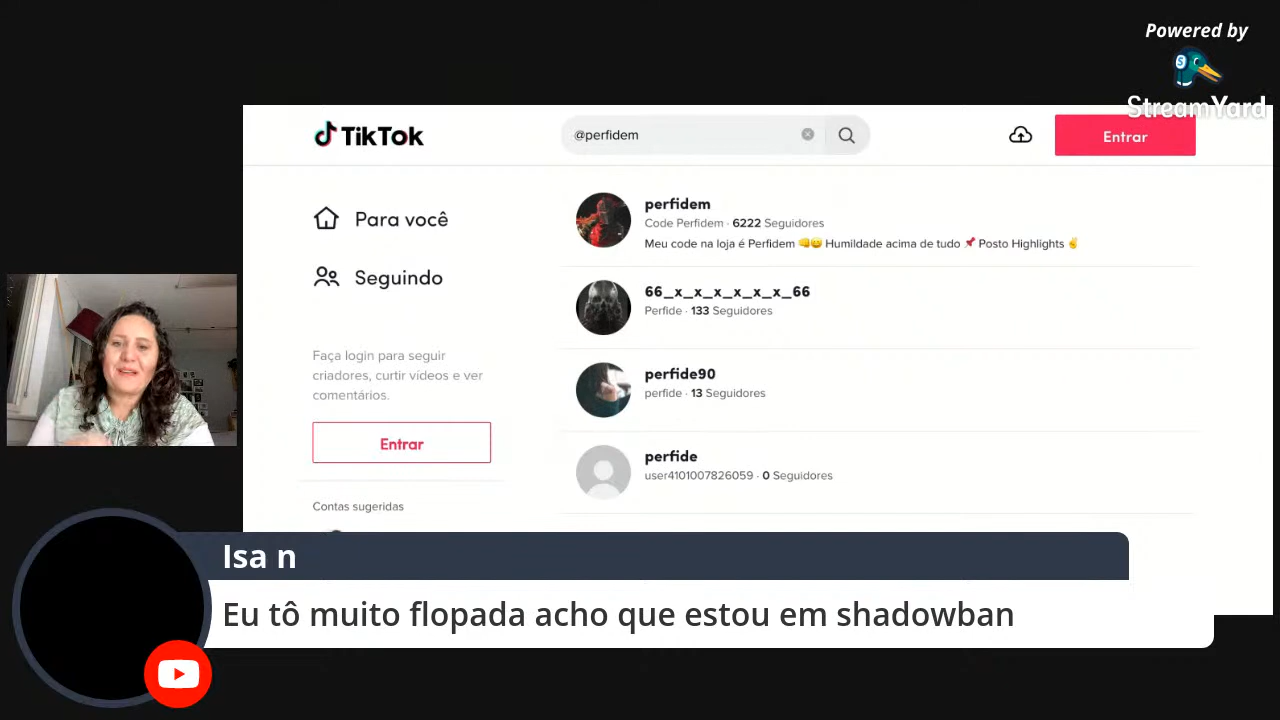 Powered by
StreamYard
TikTok
@perfidem
Entrar
Para você
Seguindo
Faça login para seguir
criadores, curtir vídeos e ver
comentários.
Entrar
Contas sugeridas
perfidem
Code Perfidem · 6222 Seguidores
Meu code na loja é Perfidem 👊😄 Humildade acima de tudo 📌 Posto Highlights ✌
66_x_x_x_x_x_x_66
Perfide · 133 Seguidores
perfide90
perfide · 13 Seguidores
perfide
user4101007826059 · 0 Seguidores
Isa n
Eu tô muito flopada acho que estou em shadowban